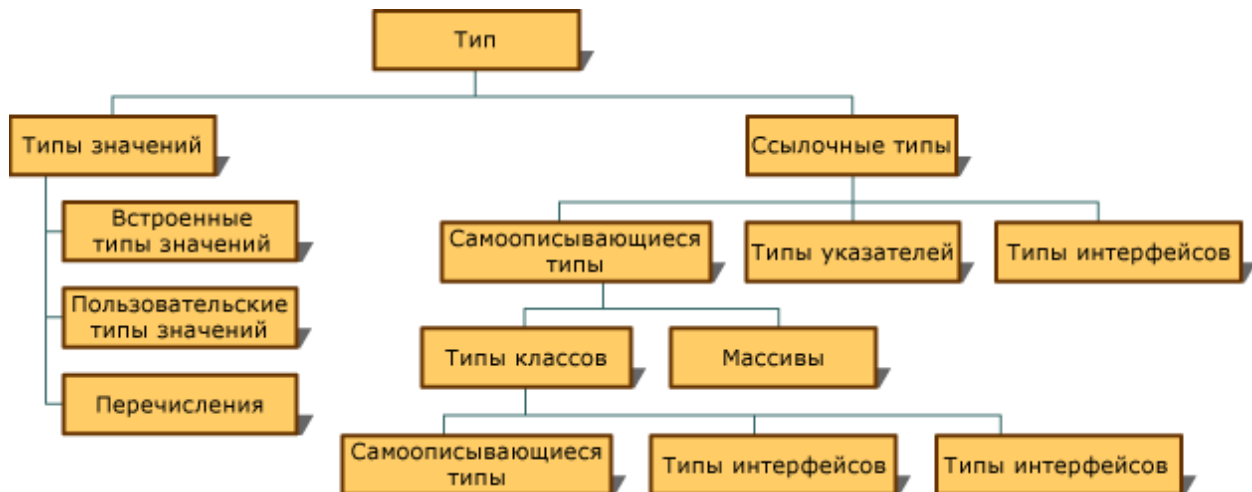 Тип
Типы значений
Ссылочные типы
Встроенные
типы значений
Самоописывающиеся
типы
Типы указателей
Типы интерфейсов
Пользовательские
типы значений
Типы классов
Массивы
Перечисления
Самоописывающиеся
типы
Типы интерфейсов
Типы интерфейсов